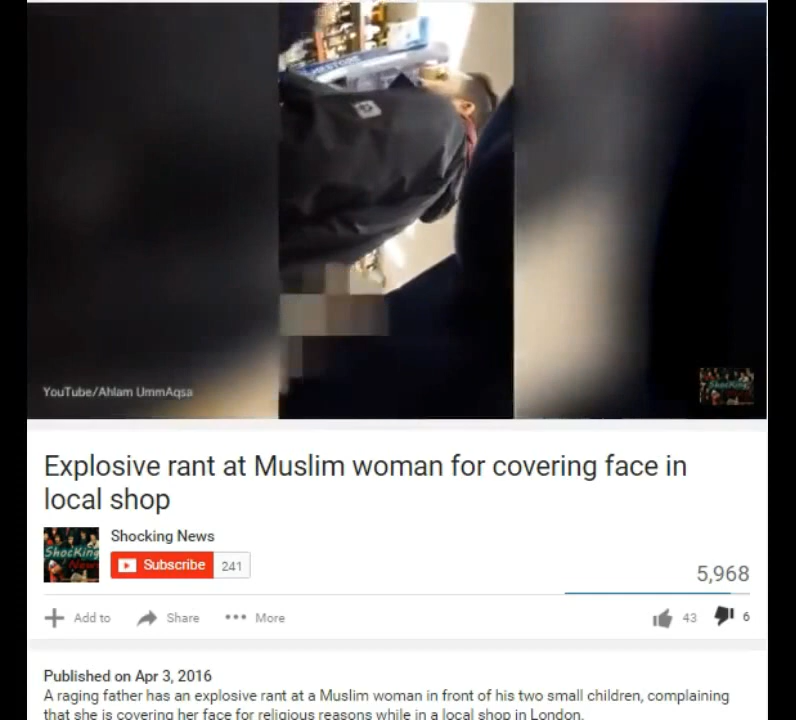 YouTube/Ahlam UmmAqsa
ShocKing
Explosive rant at Muslim woman for covering face in
local shop
ShocKing
News
Shocking News
Subscribe 241
5,968
Add to Share More 43 6
Published on Apr 3, 2016
A raging father has an explosive rant at a Muslim woman in front of his two small children, complaining
that she is covering her face for religious reasons while in a local shop in London.